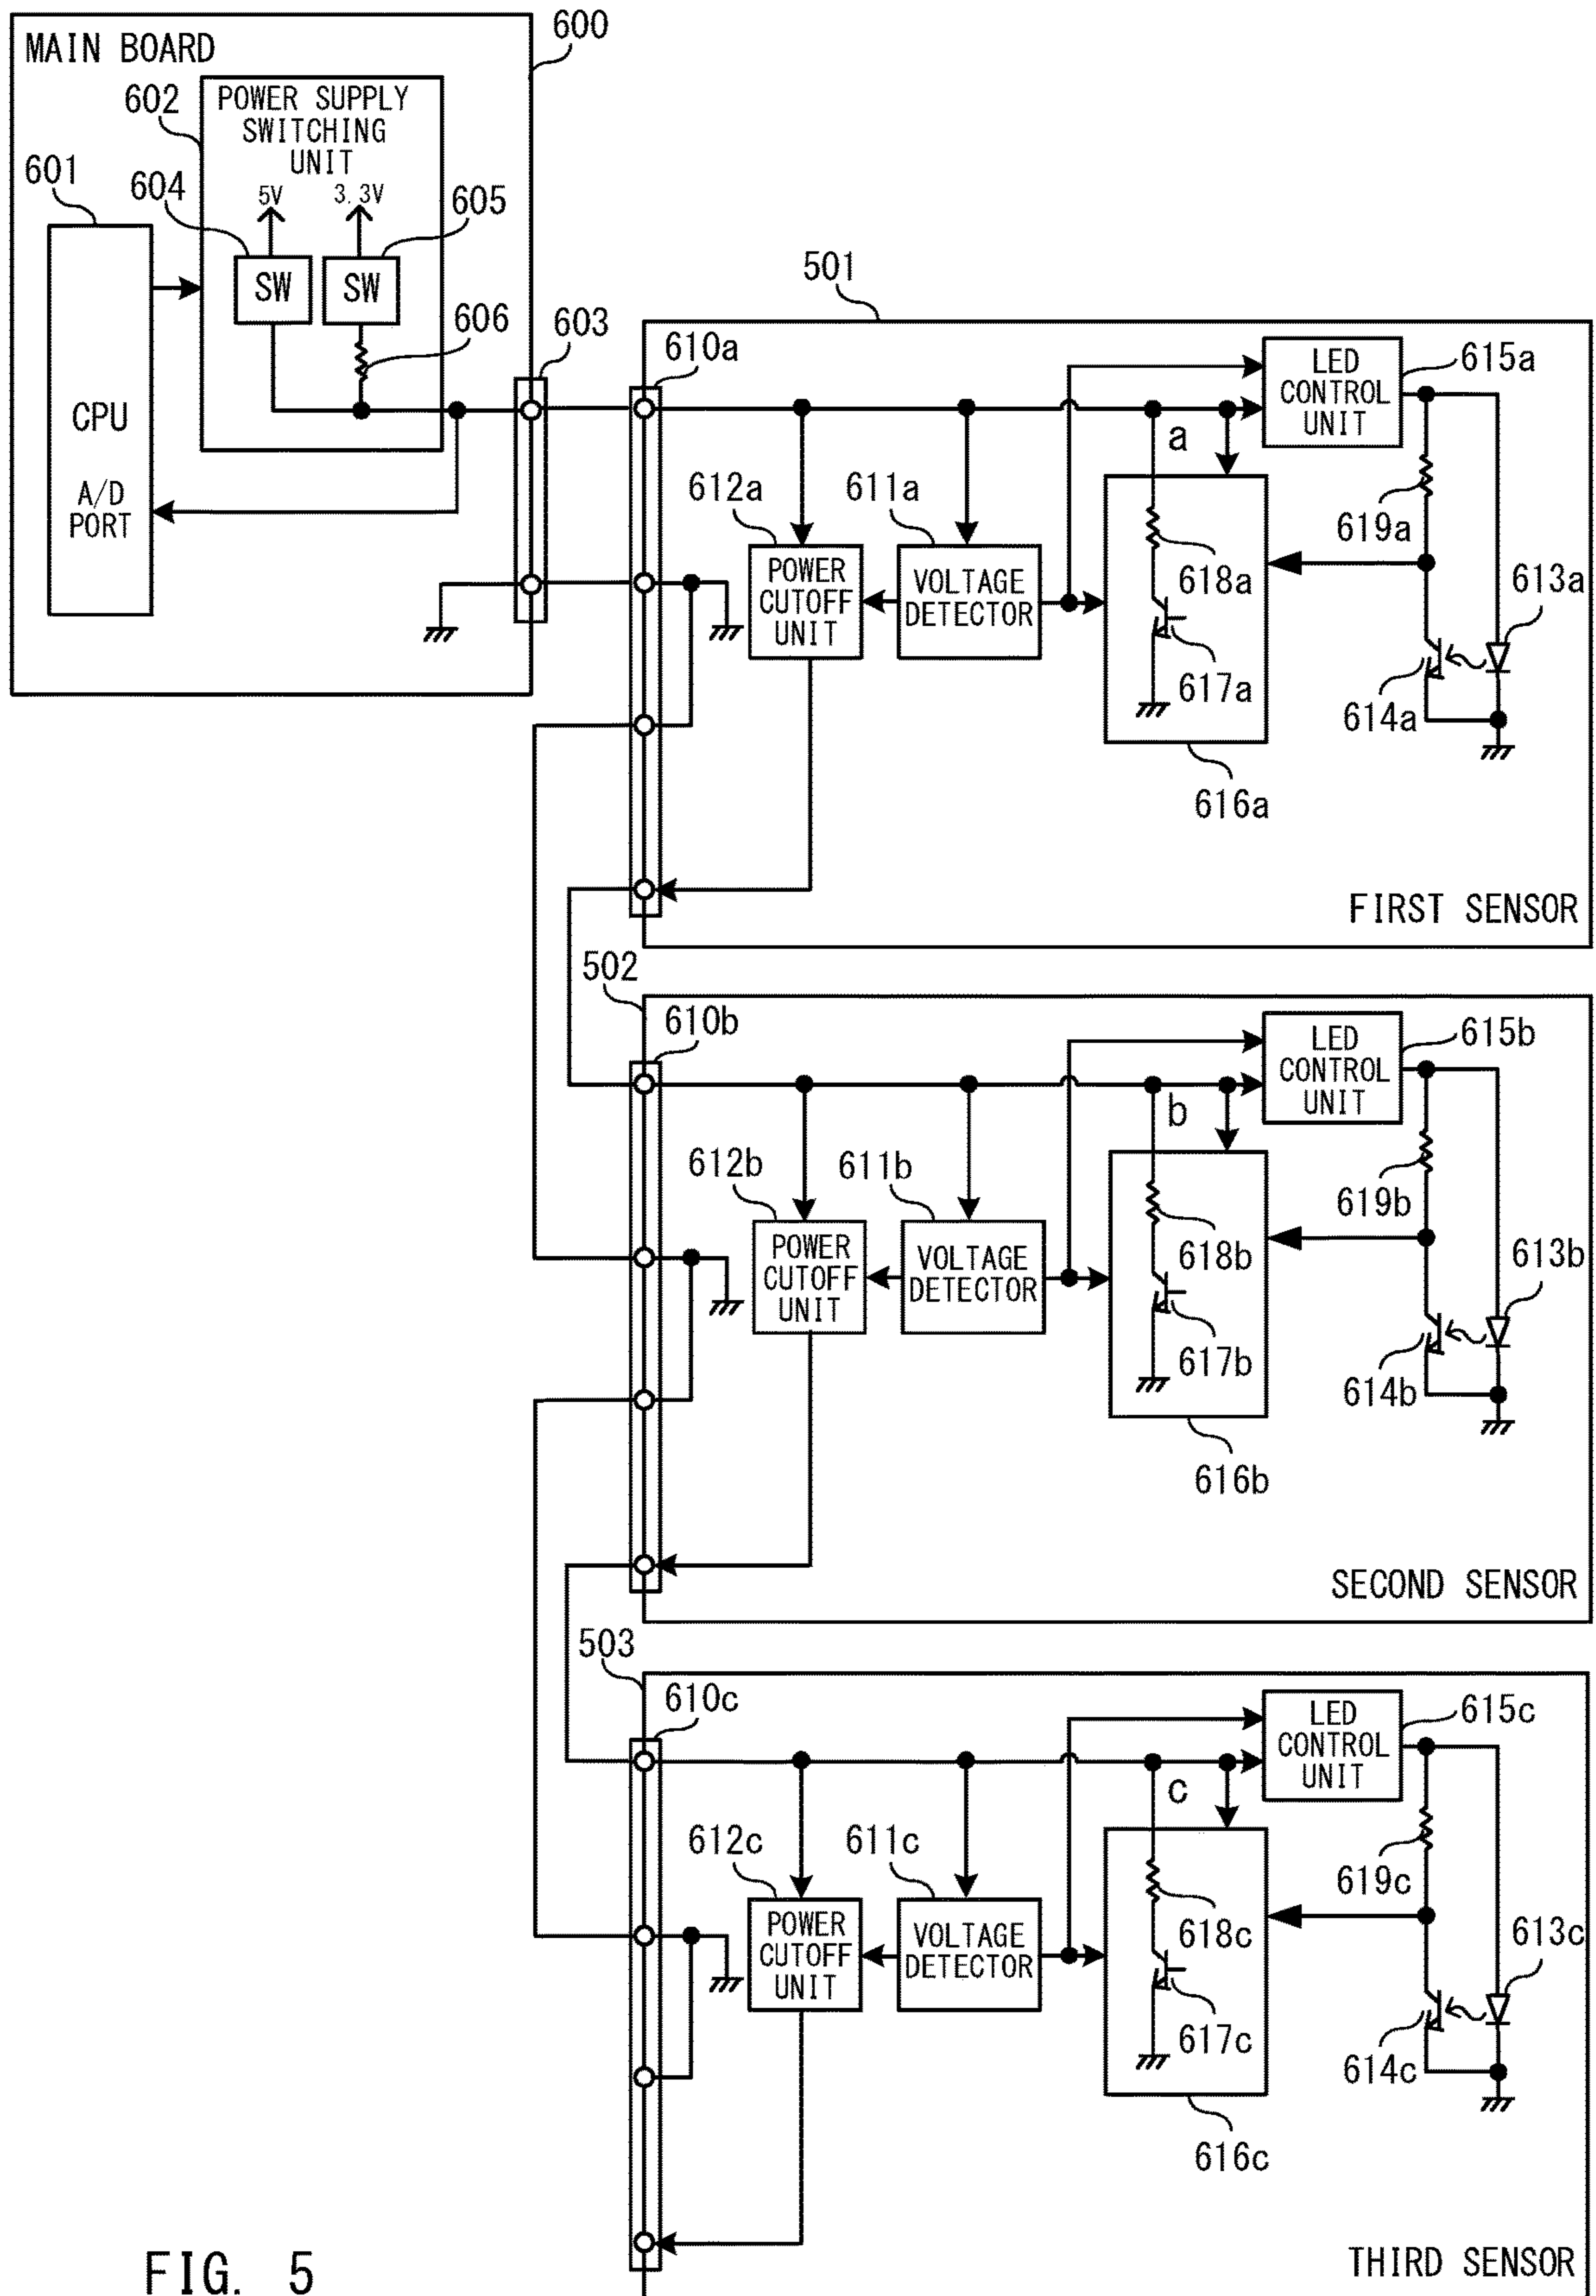 MAIN BOARD
600
602
POWER SUPPLY
SWITCHING
UNIT
601
604
5V
3.3V
605
SW
SW
606
603
CPU
A/D
PORT
501
610a
LED
CONTROL
UNIT
615a
a
612a
611a
619a
POWER
CUTOFF
UNIT
VOLTAGE
DETECTOR
618a
613a
617a
614a
616a
FIRST SENSOR
502
610b
LED
CONTROL
UNIT
615b
b
612b
611b
619b
POWER
CUTOFF
UNIT
VOLTAGE
DETECTOR
618b
613b
617b
614b
616b
SECOND SENSOR
503
610c
LED
CONTROL
UNIT
615c
c
612c
611c
619c
POWER
CUTOFF
UNIT
VOLTAGE
DETECTOR
618c
613c
617c
614c
616c
THIRD SENSOR
FIG. 5